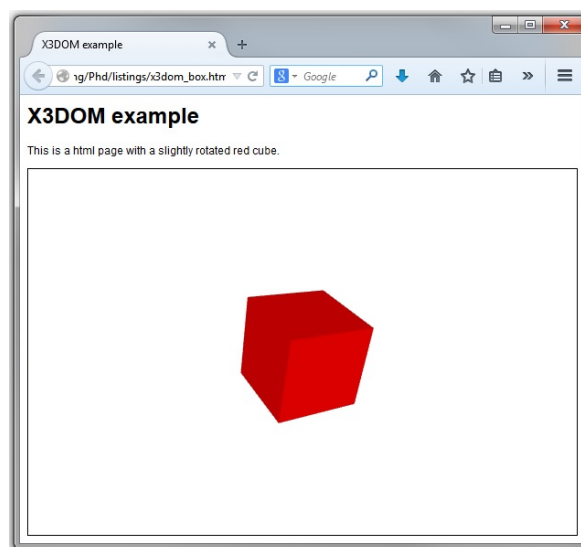 X3DOM example
ng/Phd/listings/x3dom_box.htm
Google
X3DOM example
This is a html page with a slightly rotated red cube.